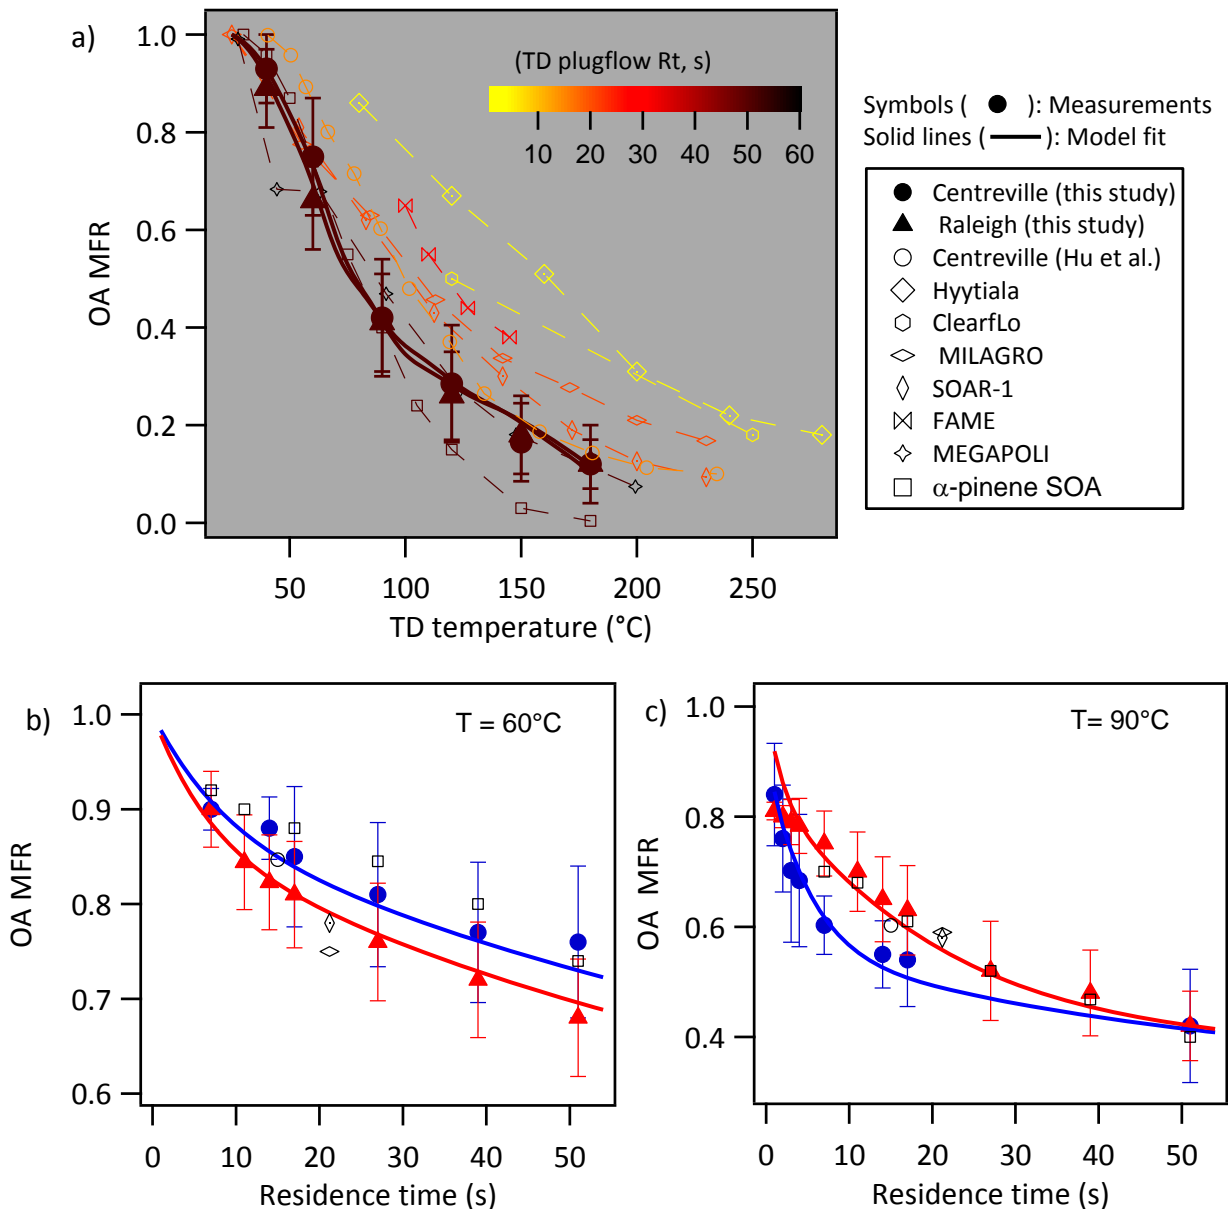 a)
1.0
0.8
0.6
0.4
0.2
0.0
OA MFR
(TD plugflow Rt, s)
10 20 30 40 50 60
50 100 150 200 250
TD temperature (°C)
Symbols ( ● ): Measurements
Solid lines ( — ): Model fit
Centreville (this study)
Raleigh (this study)
Centreville (Hu et al.)
Hyytiala
ClearfLo
MILAGRO
SOAR-1
FAME
MEGAPOLI
α-pinene SOA
b)
T = 60°C
1.0
0.9
0.8
0.7
0.6
OA MFR
0 10 20 30 40 50
Residence time (s)
c)
T= 90°C
1.0
0.8
0.6
0.4
OA MFR
0 10 20 30 40 50
Residence time (s)